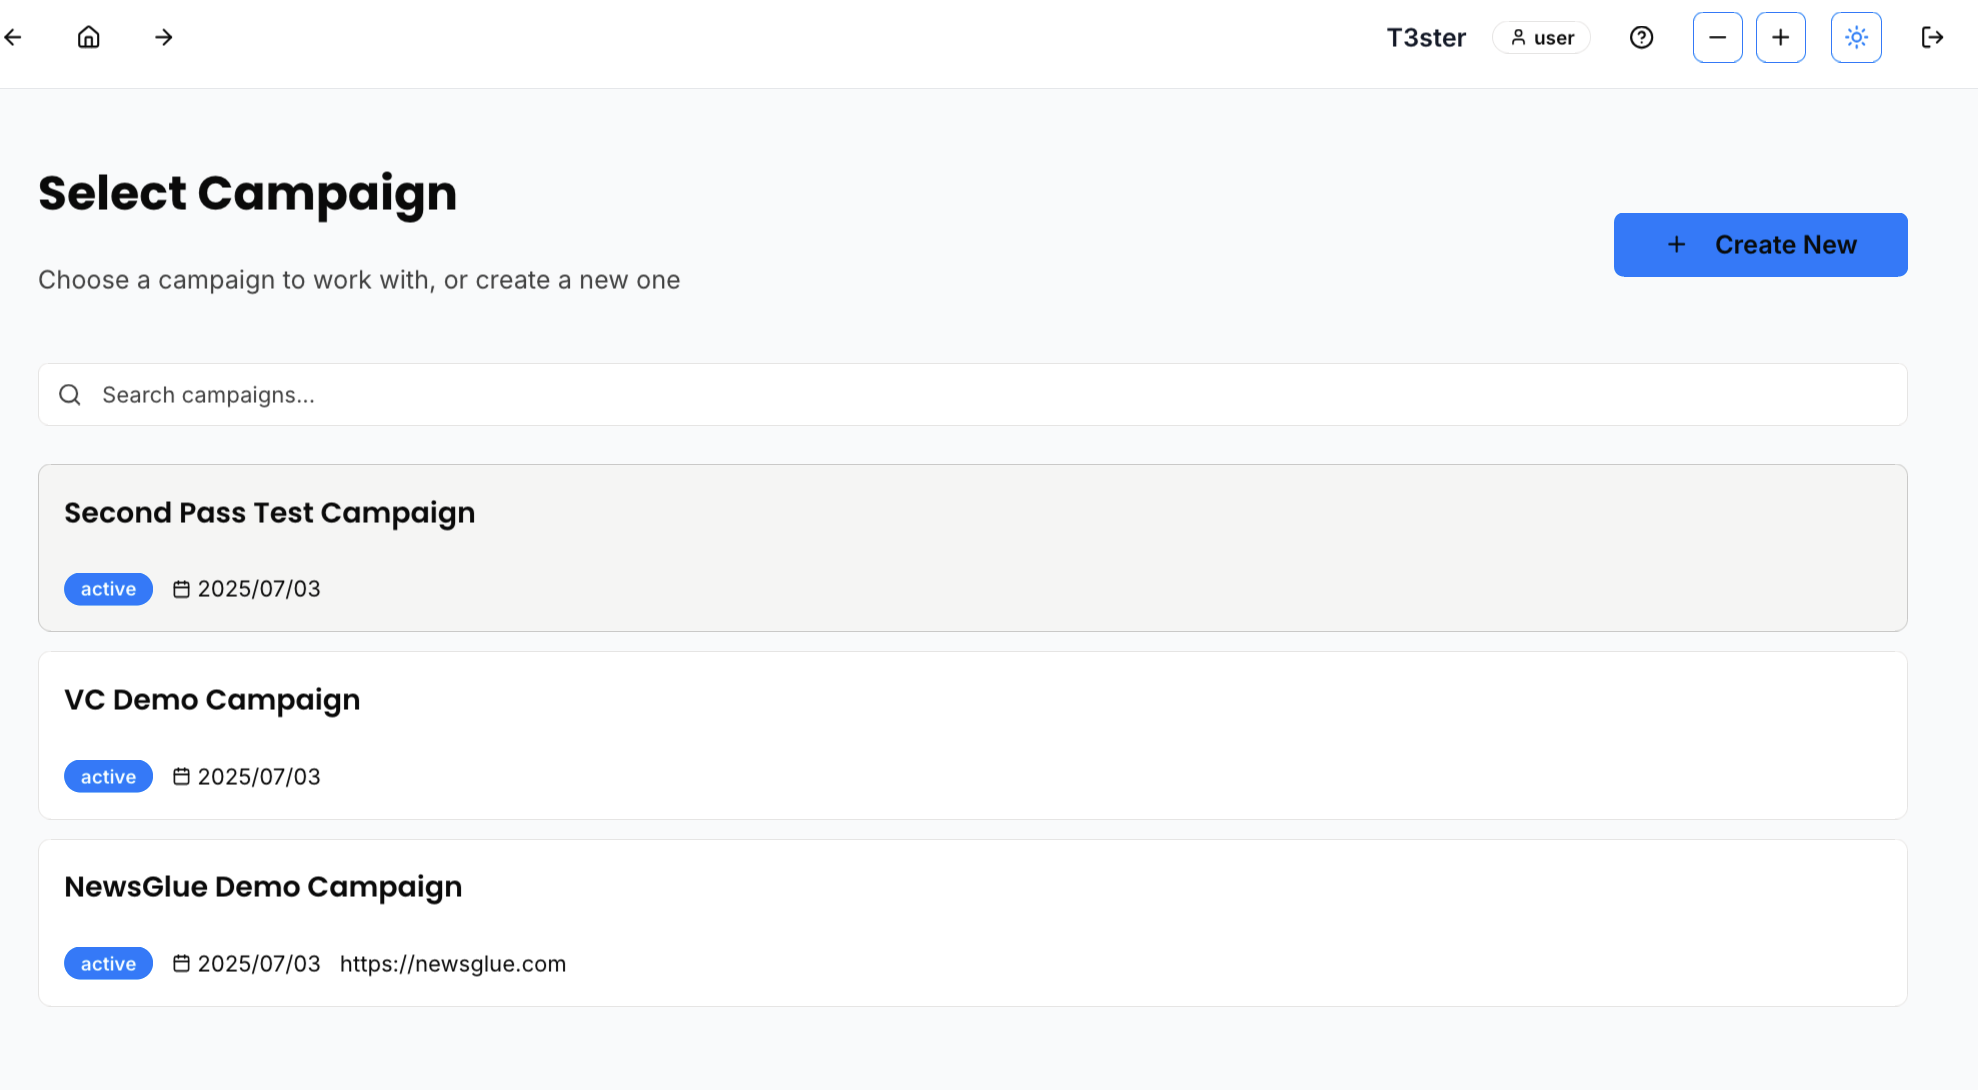 T3ster user
Select Campaign
Create New
Choose a campaign to work with, or create a new one
Search campaigns...
Second Pass Test Campaign
active 2025/07/03
VC Demo Campaign
active 2025/07/03
NewsGlue Demo Campaign
active 2025/07/03 https://newsglue.com